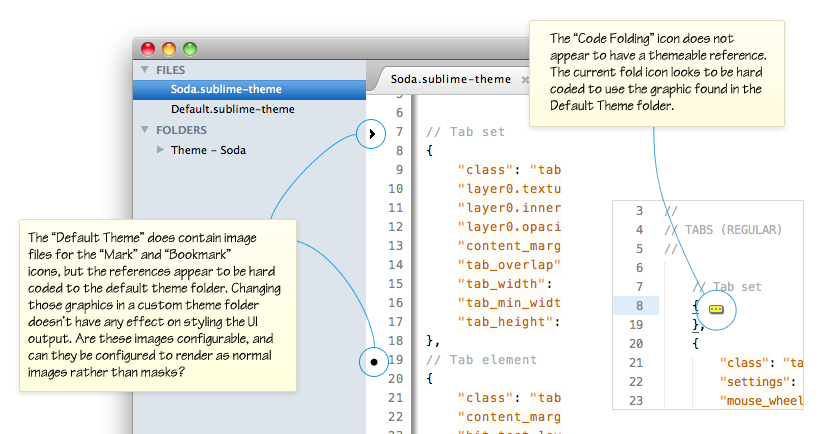 The “Code Folding” icon does not
appear to have a themeable reference.
The current fold icon looks to be hard
coded to use the graphic found in the
Default Theme folder.
FILES
Soda.sublime-theme
Default.sublime-theme
FOLDERS
Theme - Soda
Soda.sublime-theme
6
7 // Tab set
8 {
9 "class": "tab
10 "layer0.textu
11 "layer0.inner
12 "layer0.opaci
13 "content_marg
14 "tab_overlap"
15 "tab_width":
16 "tab_min_widt
17 "tab_height":
18 },
19 // Tab element
20 {
21 "class": "tab
22 "content_marg
The “Default Theme” does contain image
files for the “Mark” and “Bookmark”
icons, but the references appear to be hard
coded to the default theme folder. Changing
those graphics in a custom theme folder
doesn’t have any effect on styling the UI
output. Are these images configurable, and
can they be configured to render as normal
images rather than masks?
3 //
4 // TABS (REGULAR)
5 //
6
7 // Tab set
8 {
19 },
20 {
21 "class": "ta
22 "settings":
23 "mouse_wheel